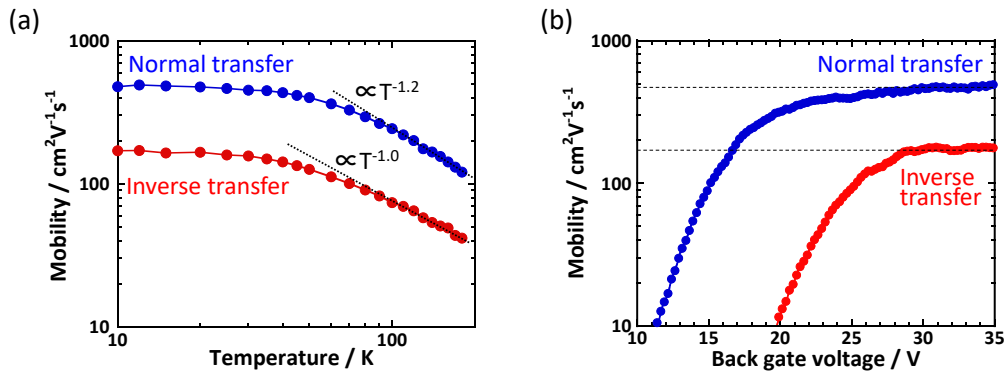 (a)
1000
100
10
Mobility / cm²V⁻¹s⁻¹
Normal transfer
∝T⁻¹·²
∝T⁻¹·⁰
Inverse transfer
10
100
Temperature / K
(b)
1000
100
10
Mobility / cm²V⁻¹s⁻¹
Normal transfer
Inverse
transfer
10
15
20
25
30
35
Back gate voltage / V